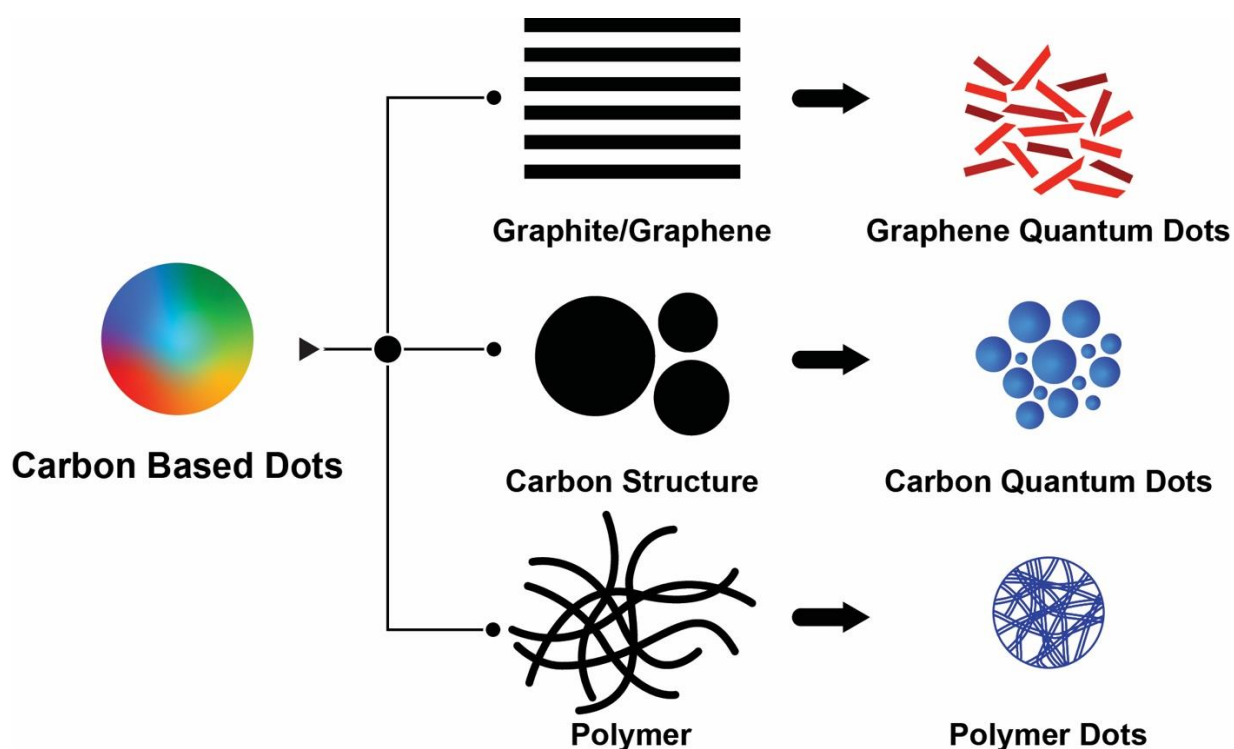 Graphite/Graphene
Graphene Quantum Dots
Carbon Based Dots
Carbon Structure
Carbon Quantum Dots
Polymer
Polymer Dots